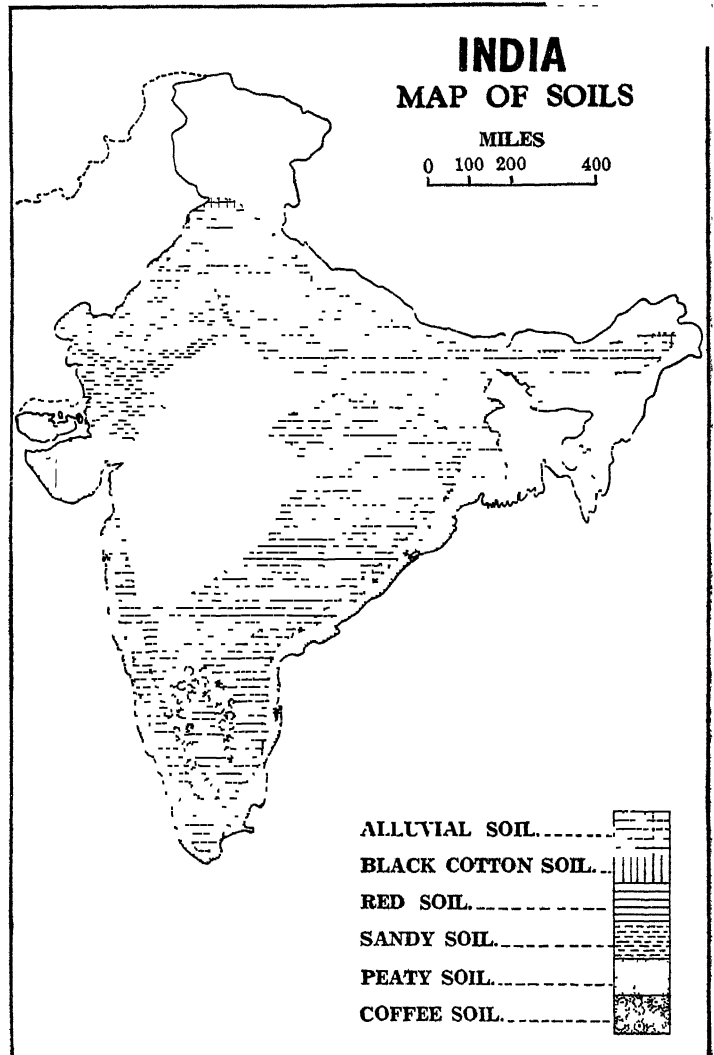 INDIA
MAP OF SOILS
MILES
0 100 200 400
ALLUVIAL SOIL
BLACK COTTON SOIL
RED SOIL
SANDY SOIL
PEATY SOIL
COFFEE SOIL